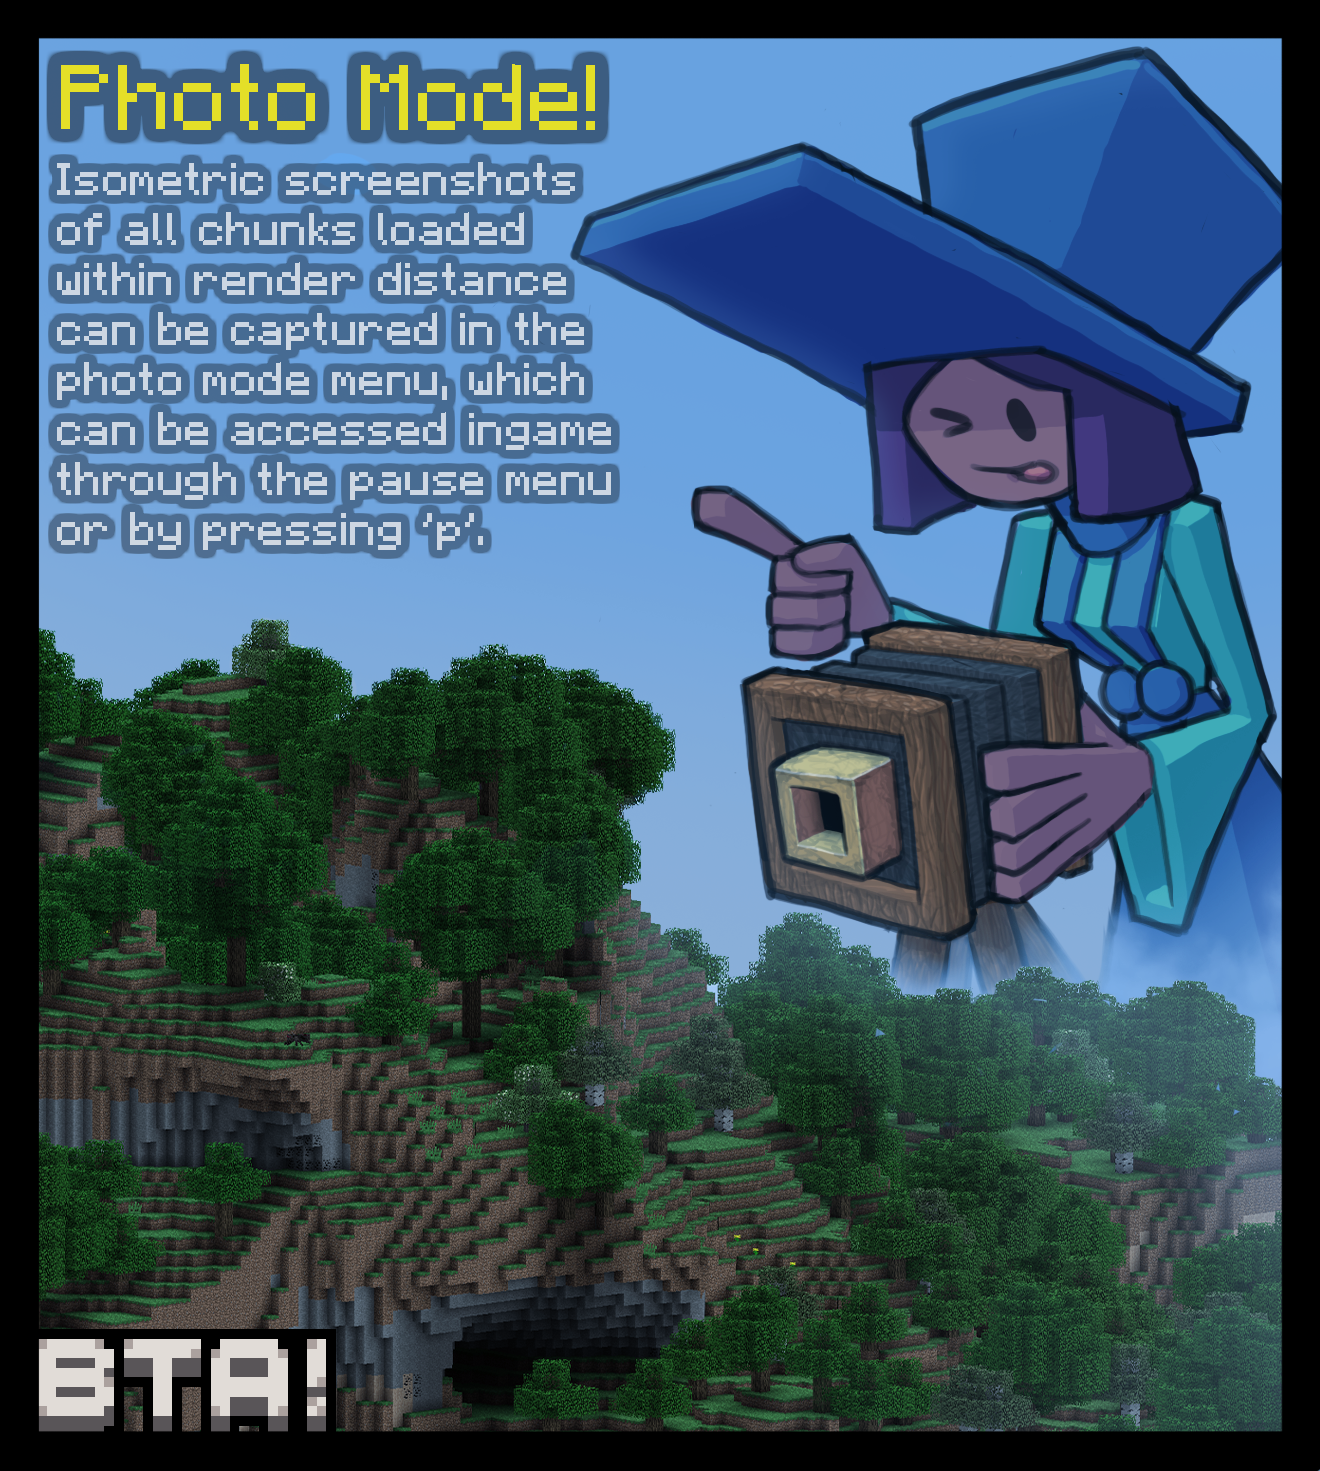 Photo Mode!
Isometric screenshots
of all chunks loaded
within render distance
can be captured in the
photo mode menu, which
can be accessed ingame
through the pause menu
or by pressing 'p'.
BTA!